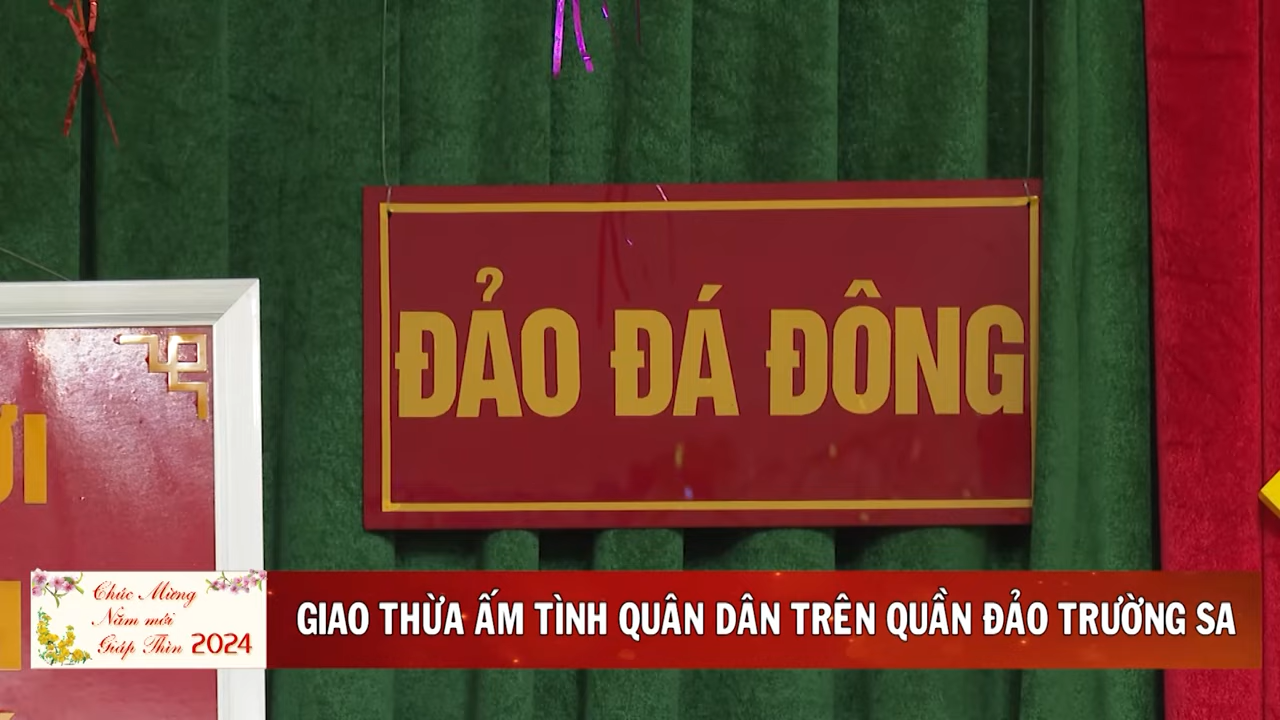 ĐẢO ĐÁ ĐÔNG
Chúc Mừng
Năm mới
Giáp Thìn 2024
GIAO THỪA ẤM TÌNH QUÂN DÂN TRÊN QUẦN ĐẢO TRƯỜNG SA